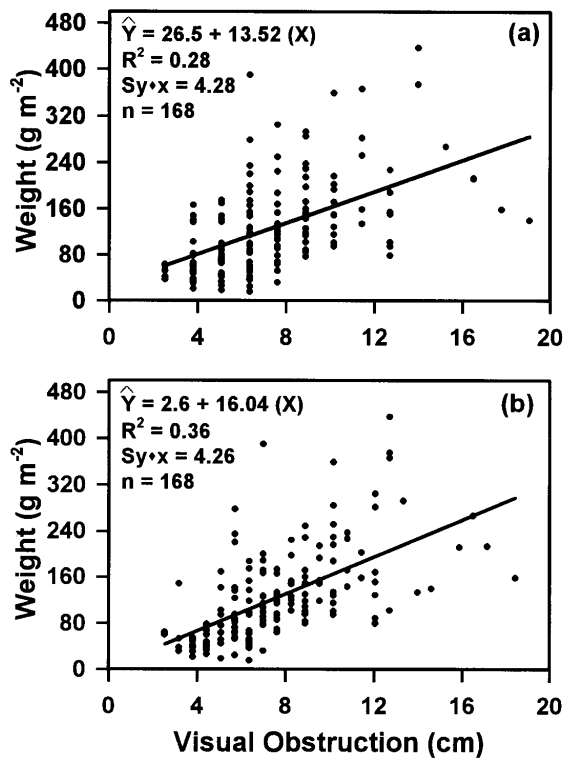 480
400
320
240
160
80
0
Weight (g m⁻²)
Ŷ = 26.5 + 13.52 (X)
R² = 0.28
Sy•x = 4.28
n = 168
(a)
0 4 8 12 16 20
480
400
320
240
160
80
0
Weight (g m⁻²)
Ŷ = 2.6 + 16.04 (X)
R² = 0.36
Sy•x = 4.26
n = 168
(b)
0 4 8 12 16 20
Visual Obstruction (cm)